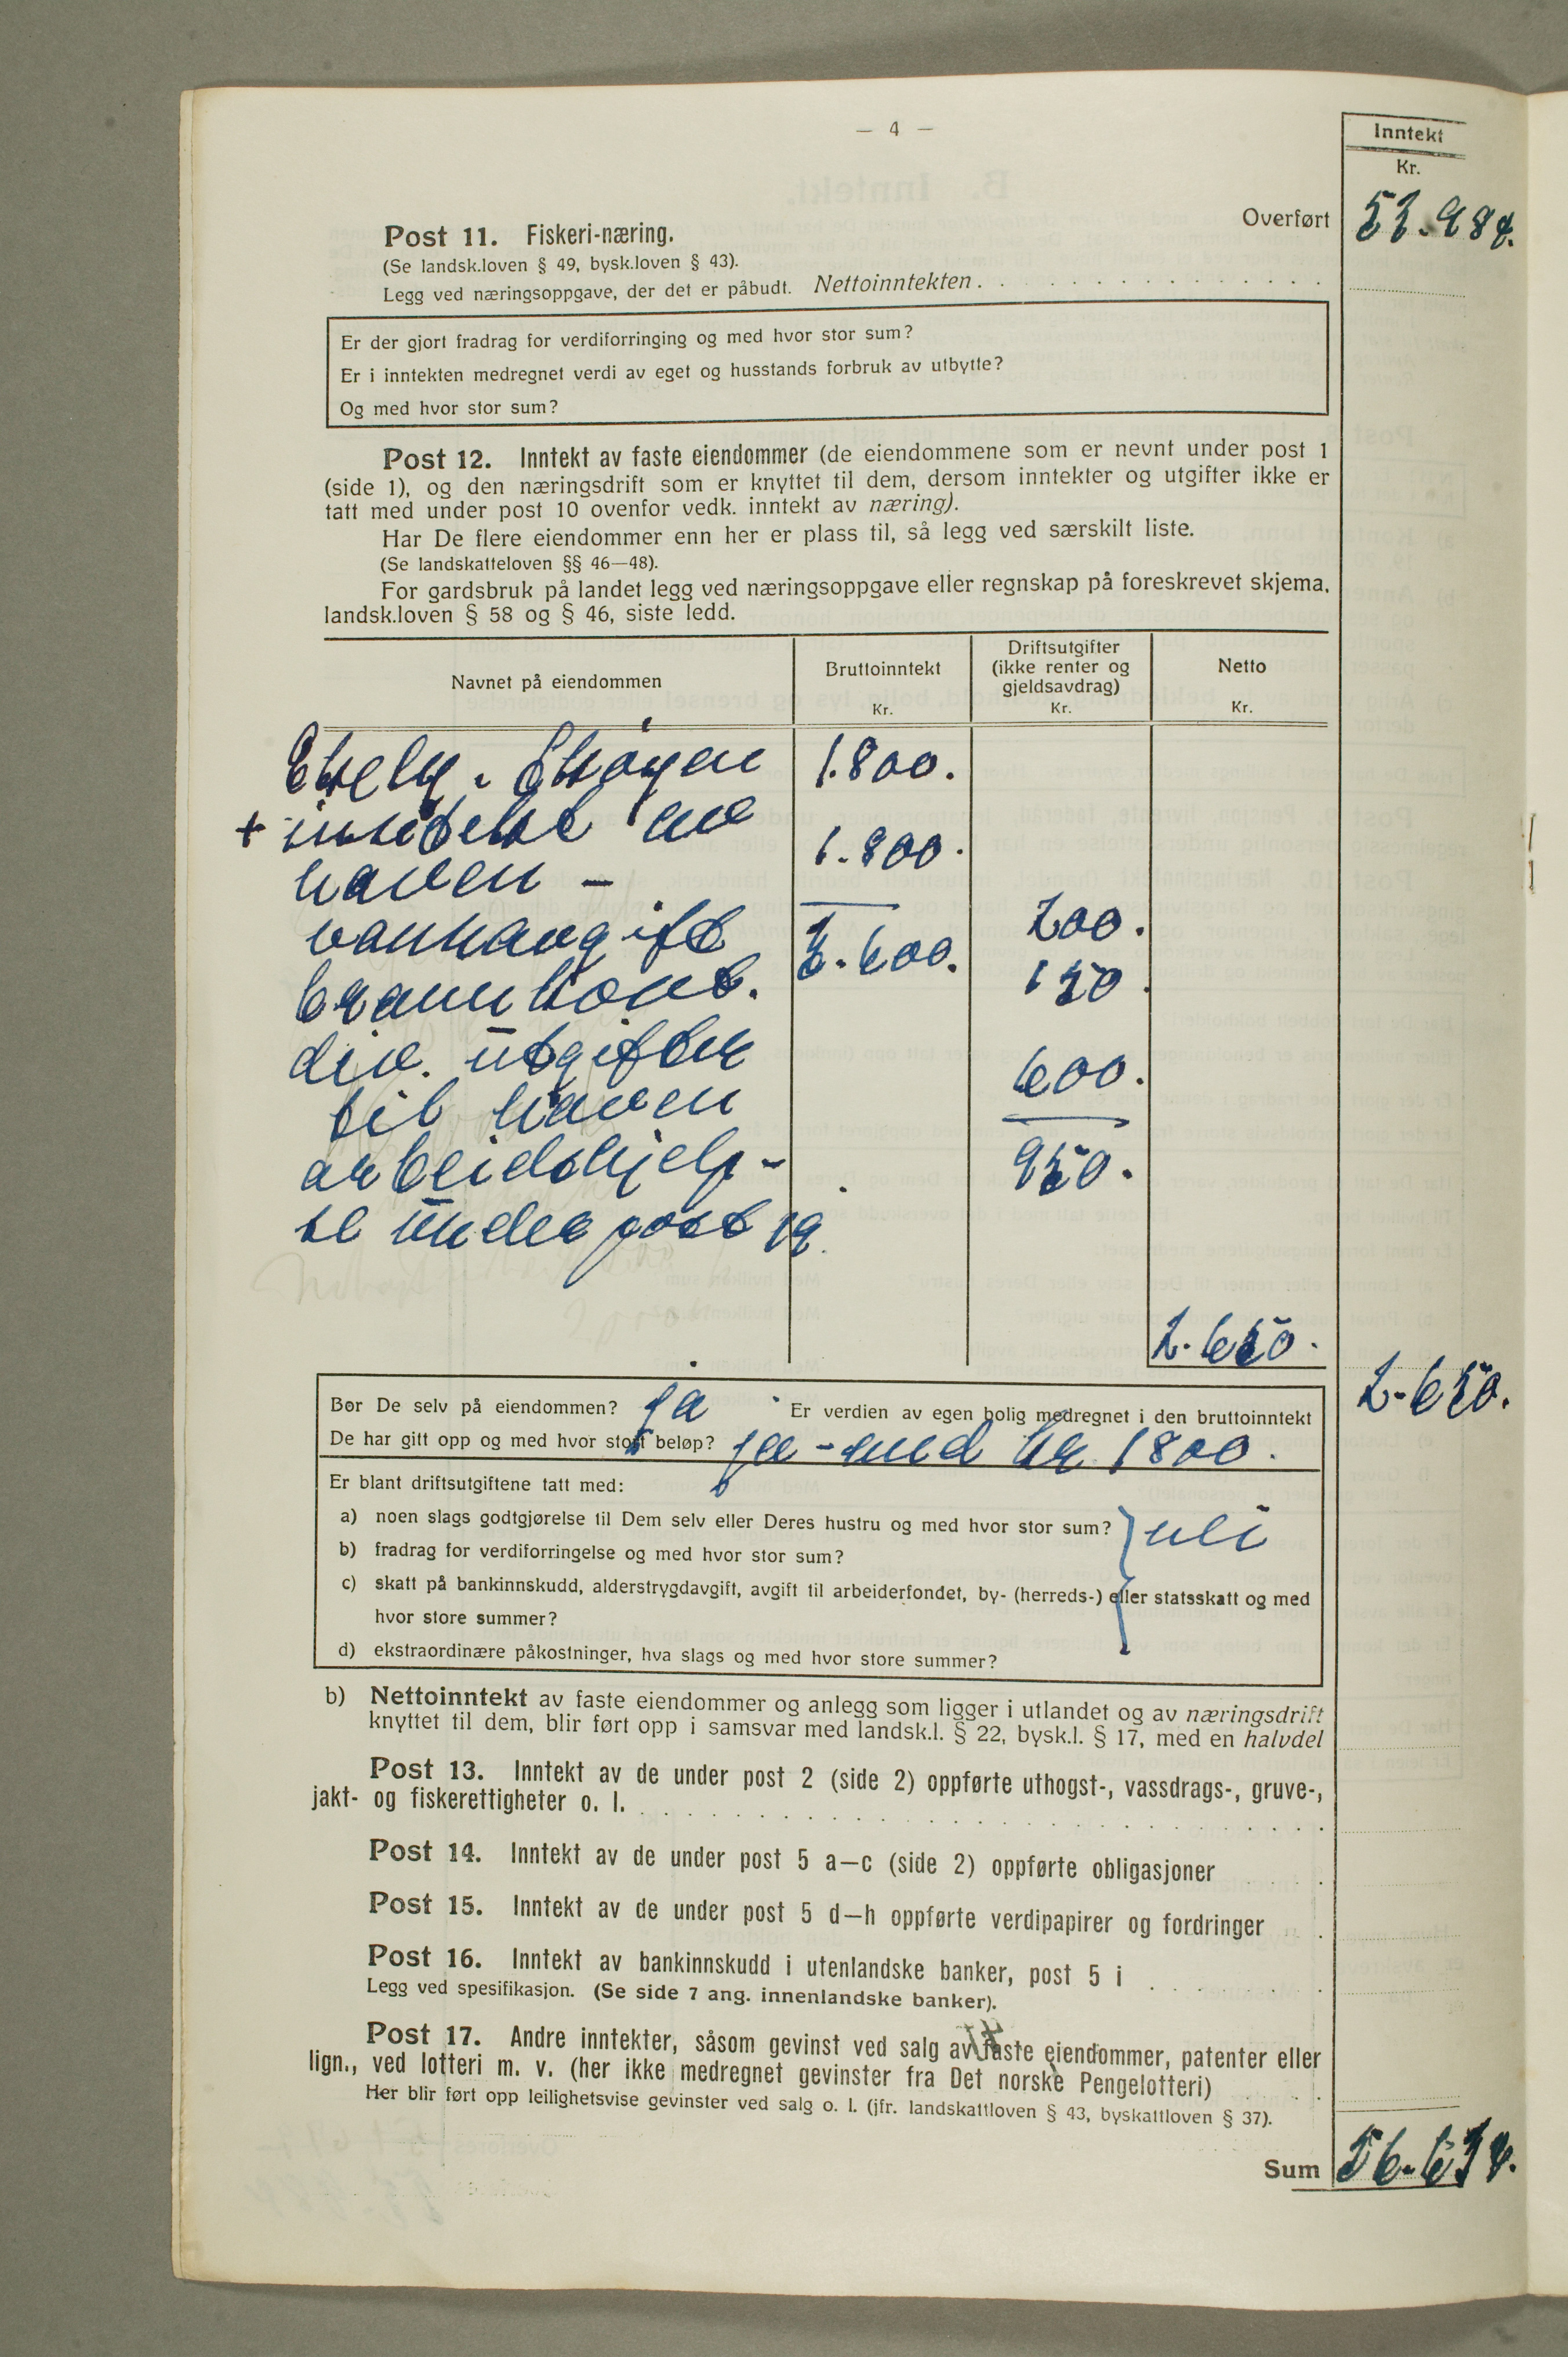 — 4 —
Inntekt
Kr.
Overført 53.984.
Post 11. Fiskeri-næring.
(Se landsk.loven § 49, bysk.loven § 43).
Legg ved næringsoppgave, der det er påbudt. Nettoinntekten . . . . . . . . . . . . . . .
Er der gjort fradrag for verdiforringing og med hvor stor sum?
Er i inntekten medregnet verdi av eget og husstands forbruk av utbytte?
Og med hvor stor sum?
Post 12. Inntekt av faste eiendommer (de eiendommene som er nevnt under post 1
(side 1), og den næringsdrift som er knyttet til dem, dersom inntekter og utgifter ikke er
tatt med under post 10 ovenfor vedk. inntekt av næring).
Har De flere eiendommer enn her er plass til, så legg ved særskilt liste.
(Se landskatteloven §§ 46—48).
For gardsbruk på landet legg ved næringsoppgave eller regnskap på foreskrevet skjema,
landsk.loven § 58 og § 46, siste ledd.
Navnet på eiendommen
Bruttoinntekt
Kr.
Driftsutgifter
(ikke renter og
gjeldsavdrag)
Kr.
Netto
Kr.
Ekely - Skøyen 1.800.
+ inntekt av
haven - 1.800.
vannavgift 200.
3.600.
brannkont. 150.
div. utgifter
til haven 600.
arbeidshjelp - 950.
se under post 19.
2.650.
2.650.
Bor De selv på eiendommen? ja Er verdien av egen bolig medregnet i den bruttoinntekt
De har gitt opp og med hvor stort beløp? ja - med kr. 1800.
Er blant driftsutgiftene tatt med:
a) noen slags godtgjørelse til Dem selv eller Deres hustru og med hvor stor sum? } nei
b) fradrag for verdiforringelse og med hvor stor sum?
c) skatt på bankinnskudd, alderstrygdavgift, avgift til arbeiderfondet, by- (herreds-) eller statsskatt og med
hvor store summer?
d) ekstraordinære påkostninger, hva slags og med hvor store summer?
b) Nettoinntekt av faste eiendommer og anlegg som ligger i utlandet og av næringsdrift
knyttet til dem, blir ført opp i samsvar med landsk.l. § 22, bysk.l. § 17, med en halvdel
Post 13. Inntekt av de under post 2 (side 2) oppførte uthogst-, vassdrags-, gruve-,
jakt- og fiskerettigheter o. l. . . . . . . . . . . . . . . . . . . .
Post 14. Inntekt av de under post 5 a—c (side 2) oppførte obligasjoner . . . .
Post 15. Inntekt av de under post 5 d—h oppførte verdipapirer og fordringer . .
Post 16. Inntekt av bankinnskudd i utenlandske banker, post 5 i . . . . . . .
Legg ved spesifikasjon. (Se side 7 ang. innenlandske banker).
Post 17. Andre inntekter, såsom gevinst ved salg av faste eiendommer, patenter eller
lign., ved lotteri m. v. (her ikke medregnet gevinster fra Det norske Pengelotteri) . . .
Her blir ført opp leilighetsvise gevinster ved salg o. l. (jfr. landskattloven § 43, byskattloven § 37).
Sum 56.634.